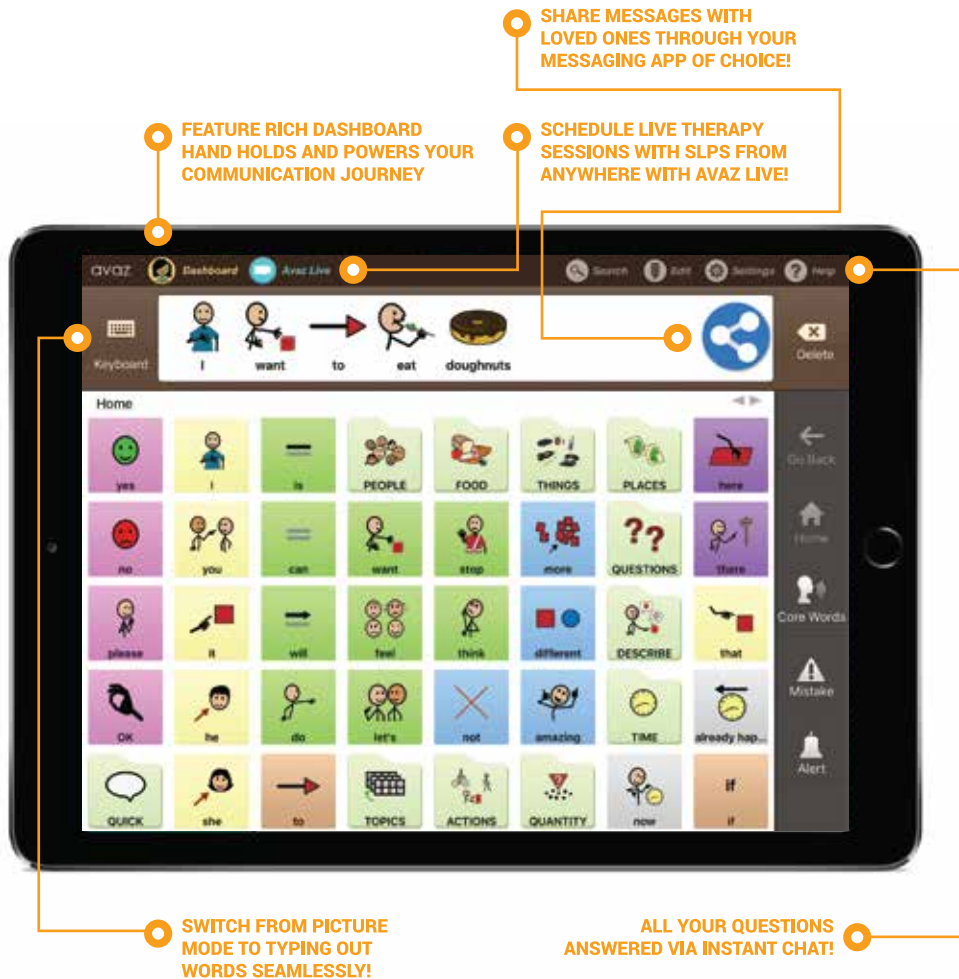 SHARE MESSAGES WITH
LOVED ONES THROUGH YOUR
MESSAGING APP OF CHOICE!
FEATURE RICH DASHBOARD
HAND HOLDS AND POWERS YOUR
COMMUNICATION JOURNEY
SCHEDULE LIVE THERAPY
SESSIONS WITH SLPS FROM
ANYWHERE WITH AVAZ LIVE!
avaz Dashboard Avaz Live Search Edit Settings Help
Keyboard I want to eat doughnuts Delete
Home
yes I is PEOPLE FOOD THINGS PLACES here
Go Back
no you can want stop more QUESTIONS there
Home
please it will feel think different DESCRIBE that
Core Words
OK he do let's not amazing TIME already hap...
Mistake
Alert
if
QUICK she to TOPICS ACTIONS QUANTITY now if
SWITCH FROM PICTURE
MODE TO TYPING OUT
WORDS SEAMLESSLY!
ALL YOUR QUESTIONS
ANSWERED VIA INSTANT CHAT!